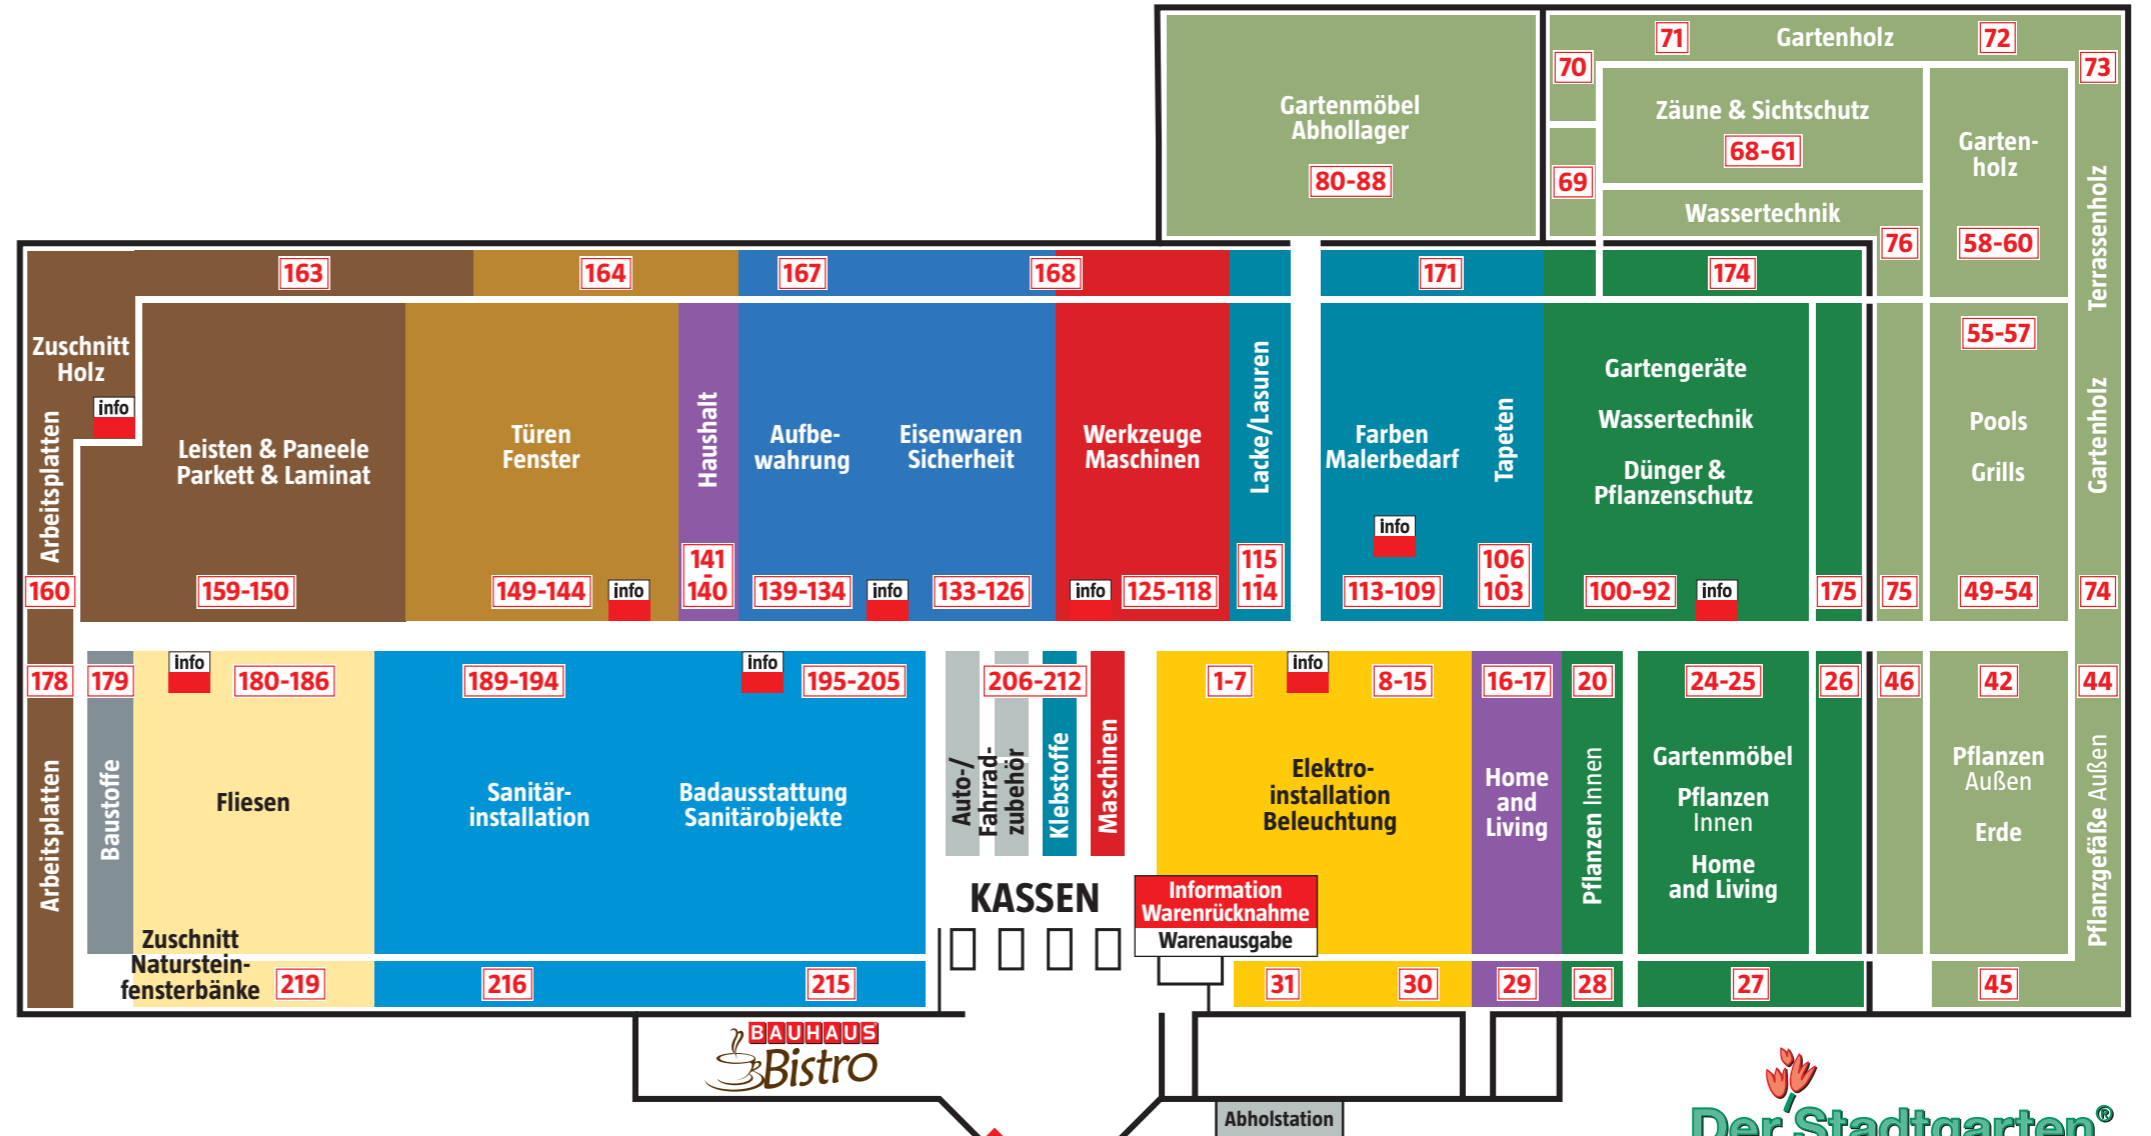 71
Gartenholz
72
70
73
Gartenmöbel
Abhollager
80-88
Zäune & Sichtschutz
68-61
Garten-
holz
69
Wassertechnik
76
58-60
Terrassenholz
163
164
167
168
171
174
Zuschnitt
Holz
info
Arbeitsplatten
Leisten & Paneele
Parkett & Laminat
Türen
Fenster
Haushalt
Aufbe-
wahrung
Eisenwaren
Sicherheit
Werkzeuge
Maschinen
Lacke/Lasuren
Farben
Malerbedarf
info
Tapeten
Gartengeräte
Wassertechnik
Dünger &
Pflanzenschutz
55-57
Pools
Grills
Gartenholz
160
159-150
149-144
info
141
-
140
139-134
info
133-126
info
125-118
115
-
114
113-109
106
-
103
100-92
info
175
75
49-54
74
178
179
info
180-186
189-194
info
195-205
206-212
1-7
info
8-15
16-17
20
24-25
26
46
42
44
Arbeitsplatten
Baustoffe
Fliesen
Sanitär-
installation
Badausstattung
Sanitärobjekte
Auto-/
Fahrrad-
zubehör
Klebstoffe
Maschinen
Elektro-
installation
Beleuchtung
Home
and
Living
Pflanzen Innen
Gartenmöbel
Pflanzen
Innen
Home
and Living
Pflanzen
Außen
Erde
Pflanzgefäße Außen
KASSEN
Information
Warenrücknahme
Warenausgabe
Zuschnitt
Naturstein-
fensterbänke
219
216
215
31
30
29
28
27
45
BAUHAUS
Bistro
Abholstation
Der Stadtgarten®